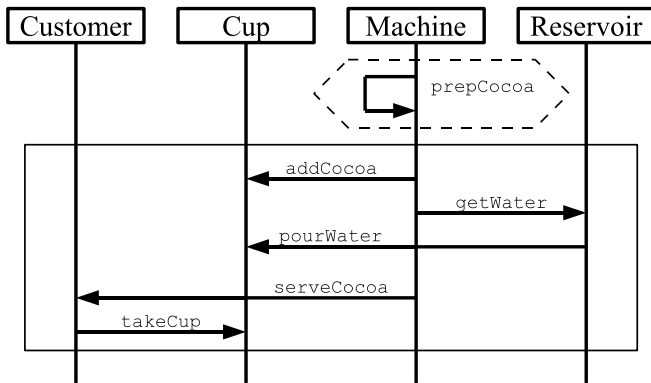 Customer Cup Machine Reservoir
prepCocoa
addCocoa
getWater
pourWater
serveCocoa
takeCup